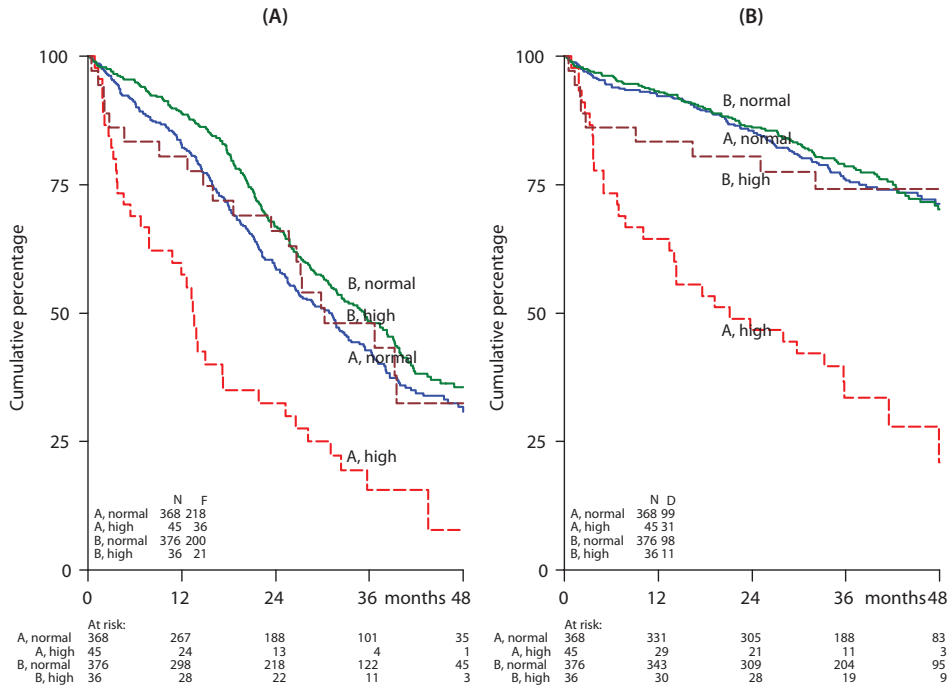 (A)
Cumulative percentage
100
75
50
25
0
B, normal
B, high
A, normal
A, high
N F
A, normal 368 218
A, high 45 36
B, normal 376 200
B, high 36 21
0 12 24 36 months 48
At risk:
A, normal 368 267 188 101 35
A, high 45 24 13 4 1
B, normal 376 298 218 122 45
B, high 36 28 22 11 3
(B)
Cumulative percentage
100
75
50
25
0
B, normal
A, normal
B, high
A, high
N D
A, normal 368 99
A, high 45 31
B, normal 376 98
B, high 36 11
0 12 24 36 months 48
At risk:
A, normal 368 331 305 188 83
A, high 45 29 21 11 3
B, normal 376 343 309 204 95
B, high 36 30 28 19 9